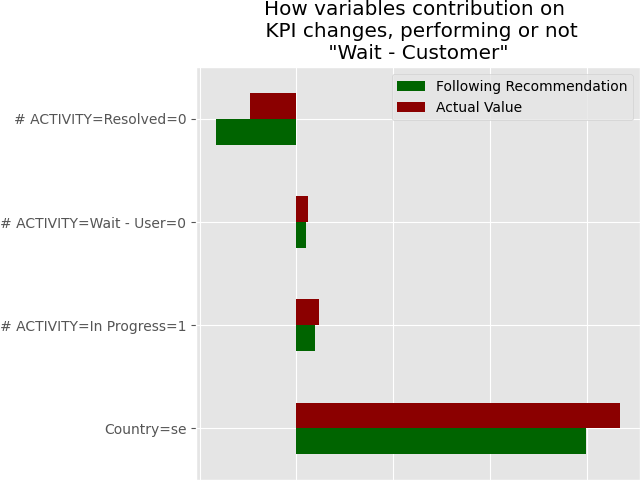 How variables contribution on
KPI changes, performing or not
"Wait - Customer"
Following Recommendation
Actual Value
# ACTIVITY=Resolved=0
# ACTIVITY=Wait - User=0
# ACTIVITY=In Progress=1
Country=se